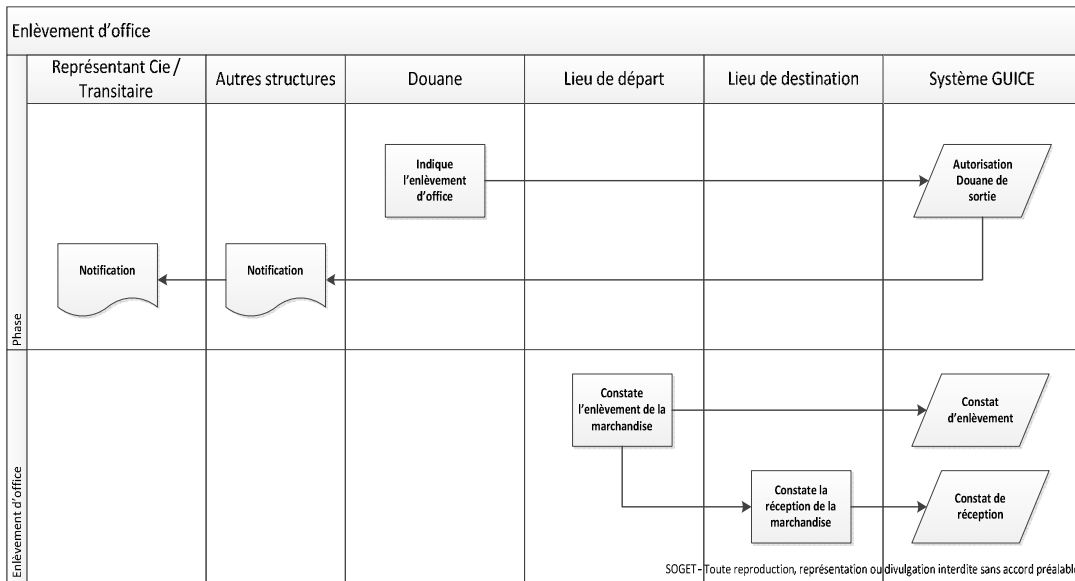 Enlèvement d'office
Représentant Cie /
Transitaire
Autres structures
Douane
Lieu de départ
Lieu de destination
Système GUICE
Phase
Indique
l'enlèvement
d'office
Autorisation
Douane de
sortie
Notification
Notification
Enlèvement d'office
Constate
l'enlèvement de la
marchandise
Constat
d'enlèvement
Constate la
réception de la
marchandise
Constat de
réception
SOGET - Toute reproduction, représentation ou divulgation interdite sans accord préalable